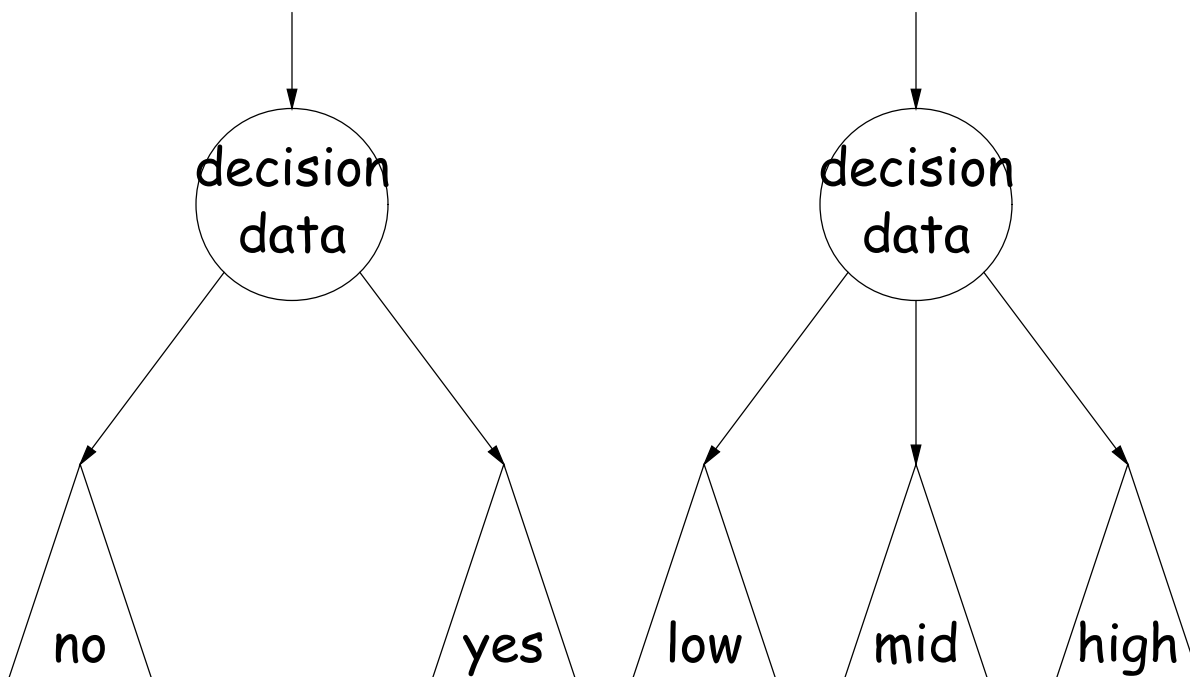 decision
data
decision
data
no
yes
low
mid
high